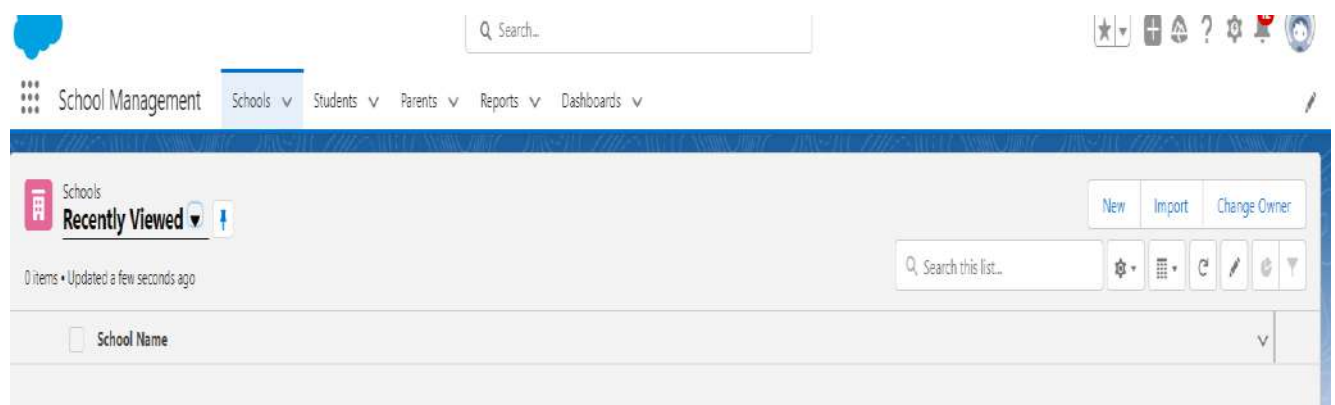 Search...
School Management Schools Students Parents Reports Dashboards
Schools
Recently Viewed
New Import Change Owner
0 items • Updated a few seconds ago
Search this list...
School Name